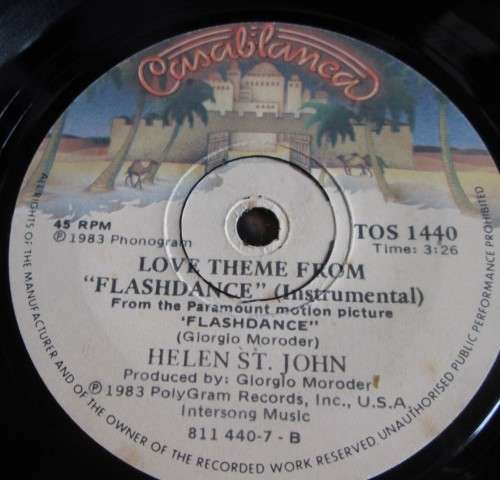 Casablanca
45 RPM
℗ 1983 Phonogram
TOS 1440
Time: 3:26
LOVE THEME FROM
"FLASHDANCE" (Instrumental)
From the Paramount motion picture
'FLASHDANCE"
(Giorgio Moroder)
HELEN ST. JOHN
Produced by: Giorgio Moroder
℗ 1983 PolyGram Records, Inc., U.S.A.
Intersong Music
811 440-7 - B
ALL RIGHTS OF THE MANUFACTURER AND OF THE OWNER OF THE RECORDED WORK RESERVED. UNAUTHORISED PUBLIC PERFORMANCE PROHIBITED